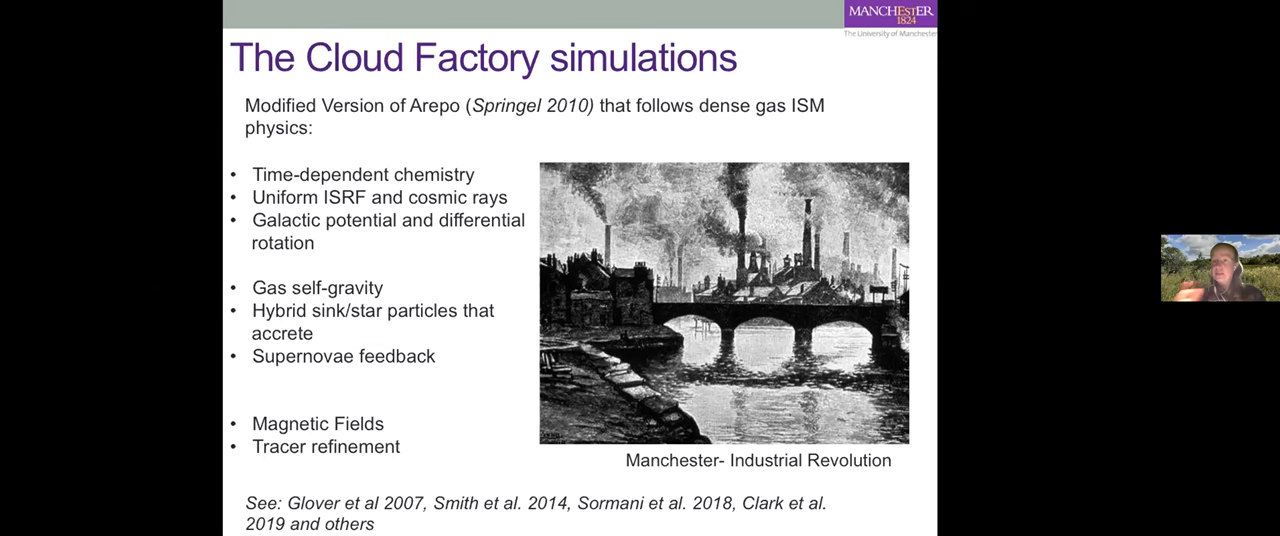 MANCHESTER
1824
The University of Manchester
The Cloud Factory simulations
Modified Version of Arepo (Springel 2010) that follows dense gas ISM
physics:
• Time-dependent chemistry
• Uniform ISRF and cosmic rays
• Galactic potential and differential
rotation
• Gas self-gravity
• Hybrid sink/star particles that
accrete
• Supernovae feedback
• Magnetic Fields
• Tracer refinement
Manchester- Industrial Revolution
See: Glover et al 2007, Smith et al. 2014, Sormani et al. 2018, Clark et al.
2019 and others